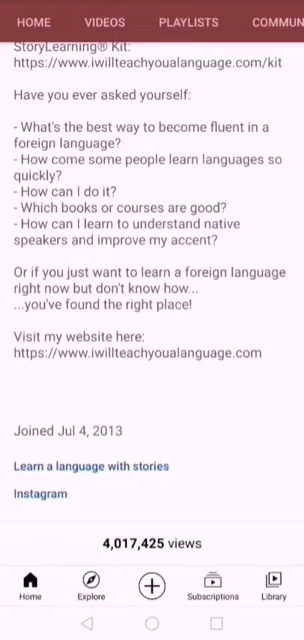 HOME VIDEOS PLAYLISTS COMMUN
StoryLearning® Kit:
https://www.iwillteachyoualanguage.com/kit
Have you ever asked yourself:
- What's the best way to become fluent in a
foreign language?
- How come some people learn languages so
quickly?
- How can I do it?
- Which books or courses are good?
- How can I learn to understand native
speakers and improve my accent?
Or if you just want to learn a foreign language
right now but don't know how...
...you've found the right place!
Visit my website here:
https://www.iwillteachyoualanguage.com
Joined Jul 4, 2013
Learn a language with stories
Instagram
4,017,425 views
Home Explore Subscriptions Library